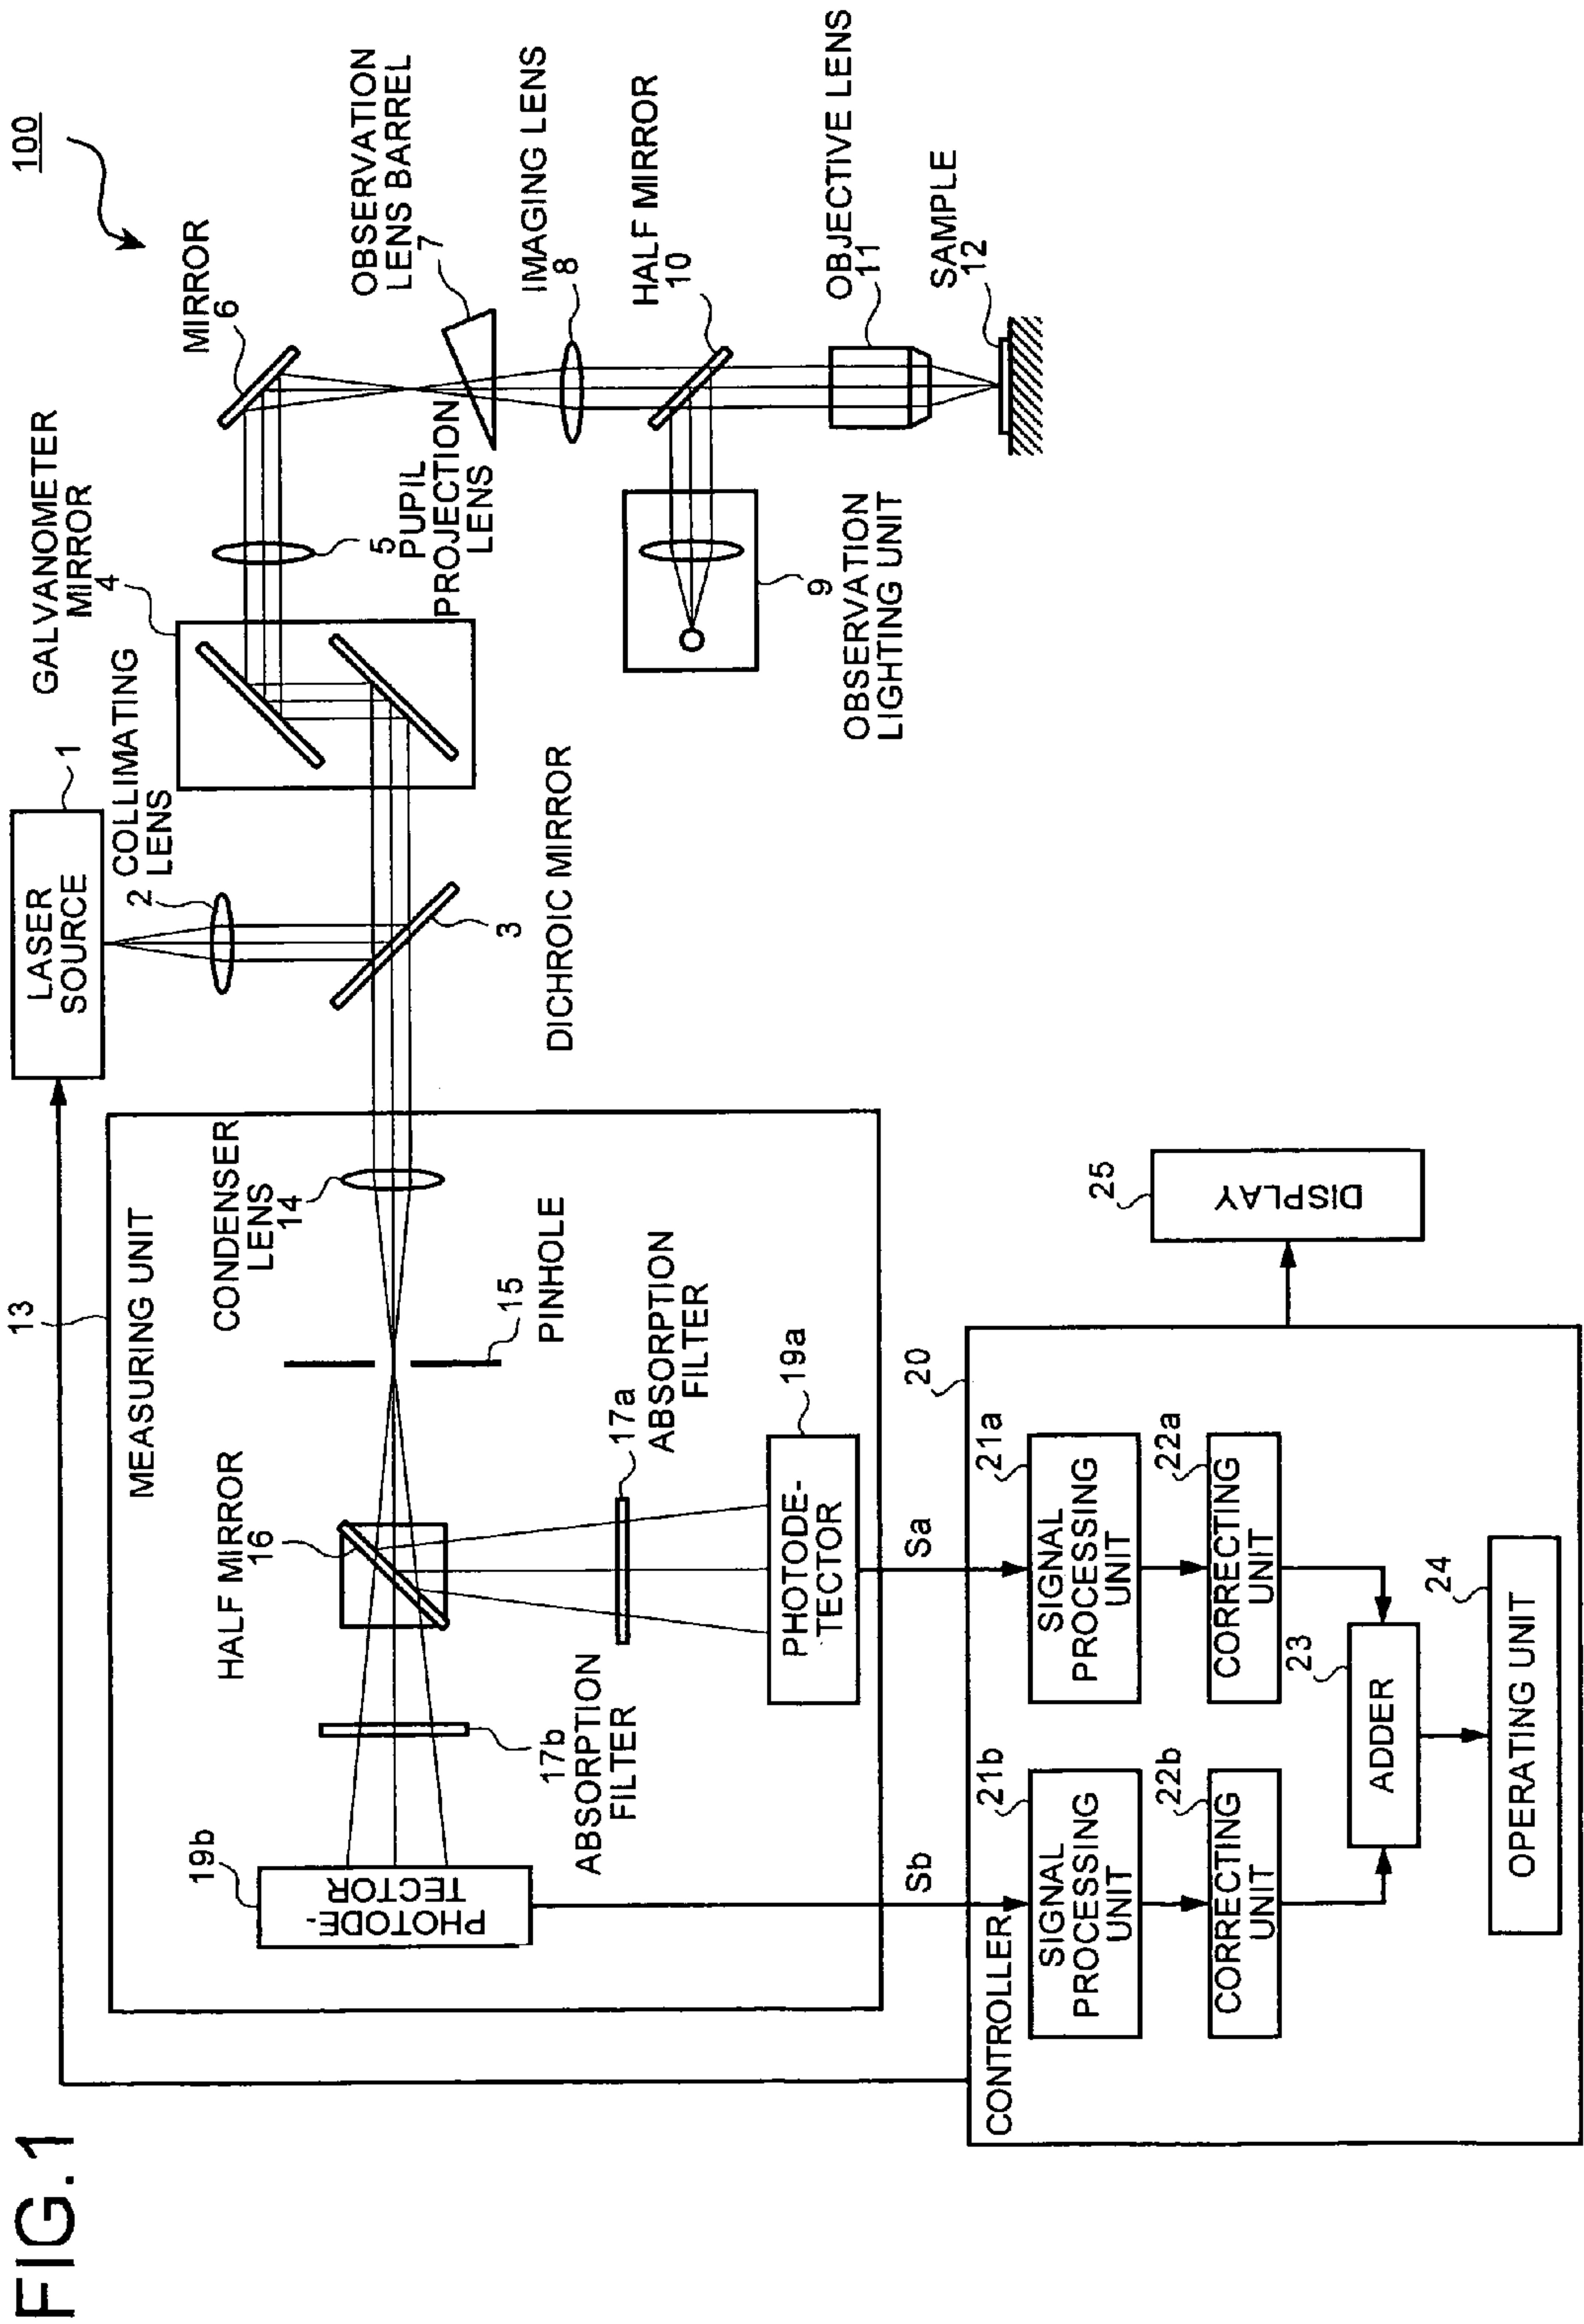 FIG.1
100
LASER
SOURCE
1
COLLIMATING
LENS
2
3
DICHROIC MIRROR
GALVANOMETER
MIRROR
4
5
PUPIL
PROJECTION
LENS
MIRROR
6
OBSERVATION
LENS BARREL
7
IMAGING LENS
8
HALF MIRROR
10
9
OBSERVATION
LIGHTING UNIT
OBJECTIVE LENS
11
SAMPLE
12
13
MEASURING UNIT
CONDENSER
LENS
14
15
PINHOLE
HALF MIRROR
16
17a
ABSORPTION
FILTER
17b
ABSORPTION
FILTER
19a
PHOTODE-
TECTOR
19b
PHOTODE-
TECTOR
Sa
Sb
20
CONTROLLER
21a
SIGNAL
PROCESSING
UNIT
22a
CORRECTING
UNIT
21b
SIGNAL
PROCESSING
UNIT
22b
CORRECTING
UNIT
23
ADDER
24
OPERATING UNIT
25
DISPLAY